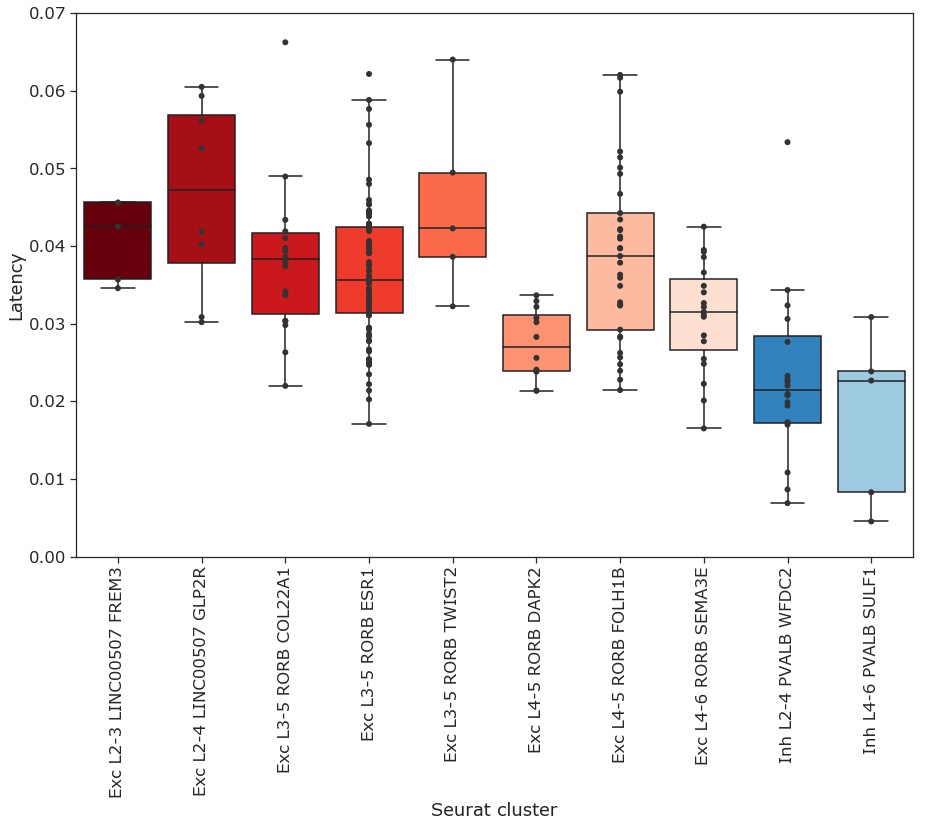 0.07
0.06
0.05
0.04
0.03
0.02
0.01
0.00
Latency
Exc L2-3 LINC00507 FREM3
Exc L2-4 LINC00507 GLP2R
Exc L3-5 RORB COL22A1
Exc L3-5 RORB ESR1
Exc L3-5 RORB TWIST2
Exc L4-5 RORB DAPK2
Exc L4-5 RORB FOLH1B
Exc L4-6 RORB SEMA3E
Inh L2-4 PVALB WFDC2
Inh L4-6 PVALB SULF1
Seurat cluster